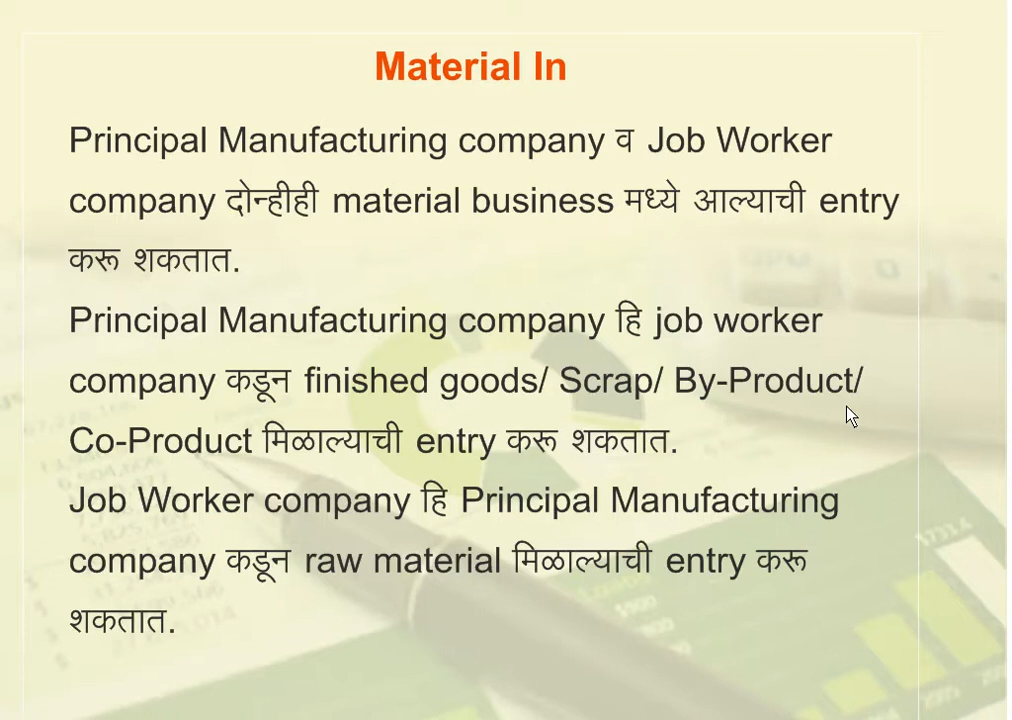 Material In
Principal Manufacturing company व Job Worker
company दोन्हीही material business मध्ये आल्याची entry
करू शकतात.
Principal Manufacturing company हि job worker
company कडून finished goods/ Scrap/ By-Product/
Co-Product मिळाल्याची entry करू शकतात.
Job Worker company हि Principal Manufacturing
company कडून raw material मिळाल्याची entry करू
शकतात.